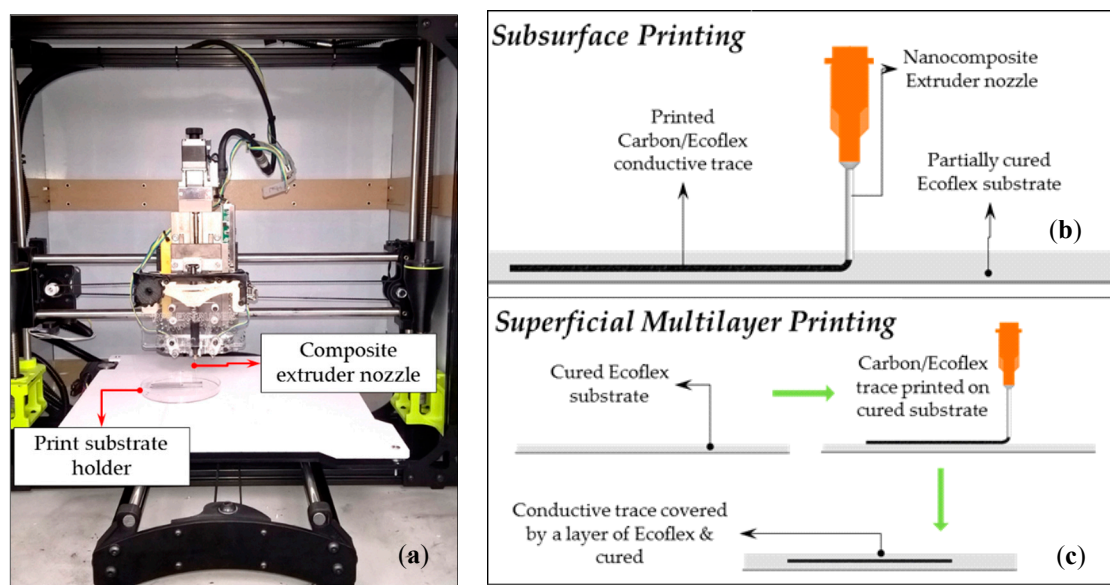 Composite
extruder nozzle
Print substrate
holder
(a)
Subsurface Printing
Nanocomposite
Extruder nozzle
Printed
Carbon/Ecoflex
conductive trace
Partially cured
Ecoflex substrate
(b)
Superficial Multilayer Printing
Cured Ecoflex
substrate
Carbon/Ecoflex
trace printed on
cured substrate
Conductive trace covered
by a layer of Ecoflex &
cured
(c)